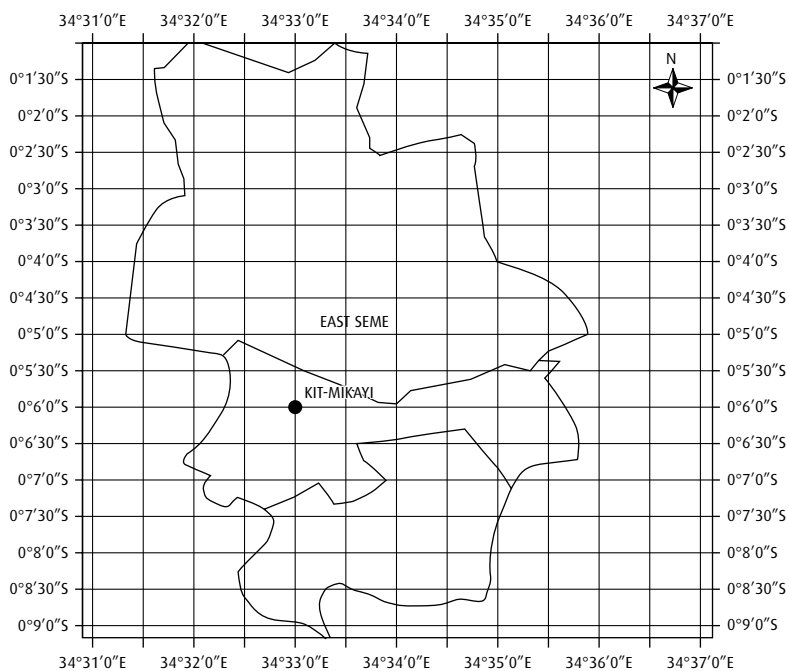 34°31′0″E 34°32′0″E 34°33′0″E 34°34′0″E 34°35′0″E 34°36′0″E 34°37′0″E
N
0°1′30″S 0°1′30″S
0°2′0″S 0°2′0″S
0°2′30″S 0°2′30″S
0°3′0″S 0°3′0″S
0°3′30″S 0°3′30″S
0°4′0″S 0°4′0″S
0°4′30″S 0°4′30″S
EAST SEME
0°5′0″S 0°5′0″S
0°5′30″S 0°5′30″S
KIT-MIKAYI
0°6′0″S 0°6′0″S
0°6′30″S 0°6′30″S
0°7′0″S 0°7′0″S
0°7′30″S 0°7′30″S
0°8′0″S 0°8′0″S
0°8′30″S 0°8′30″S
0°9′0″S 0°9′0″S
34°31′0″E 34°32′0″E 34°33′0″E 34°34′0″E 34°35′0″E 34°36′0″E 34°37′0″E